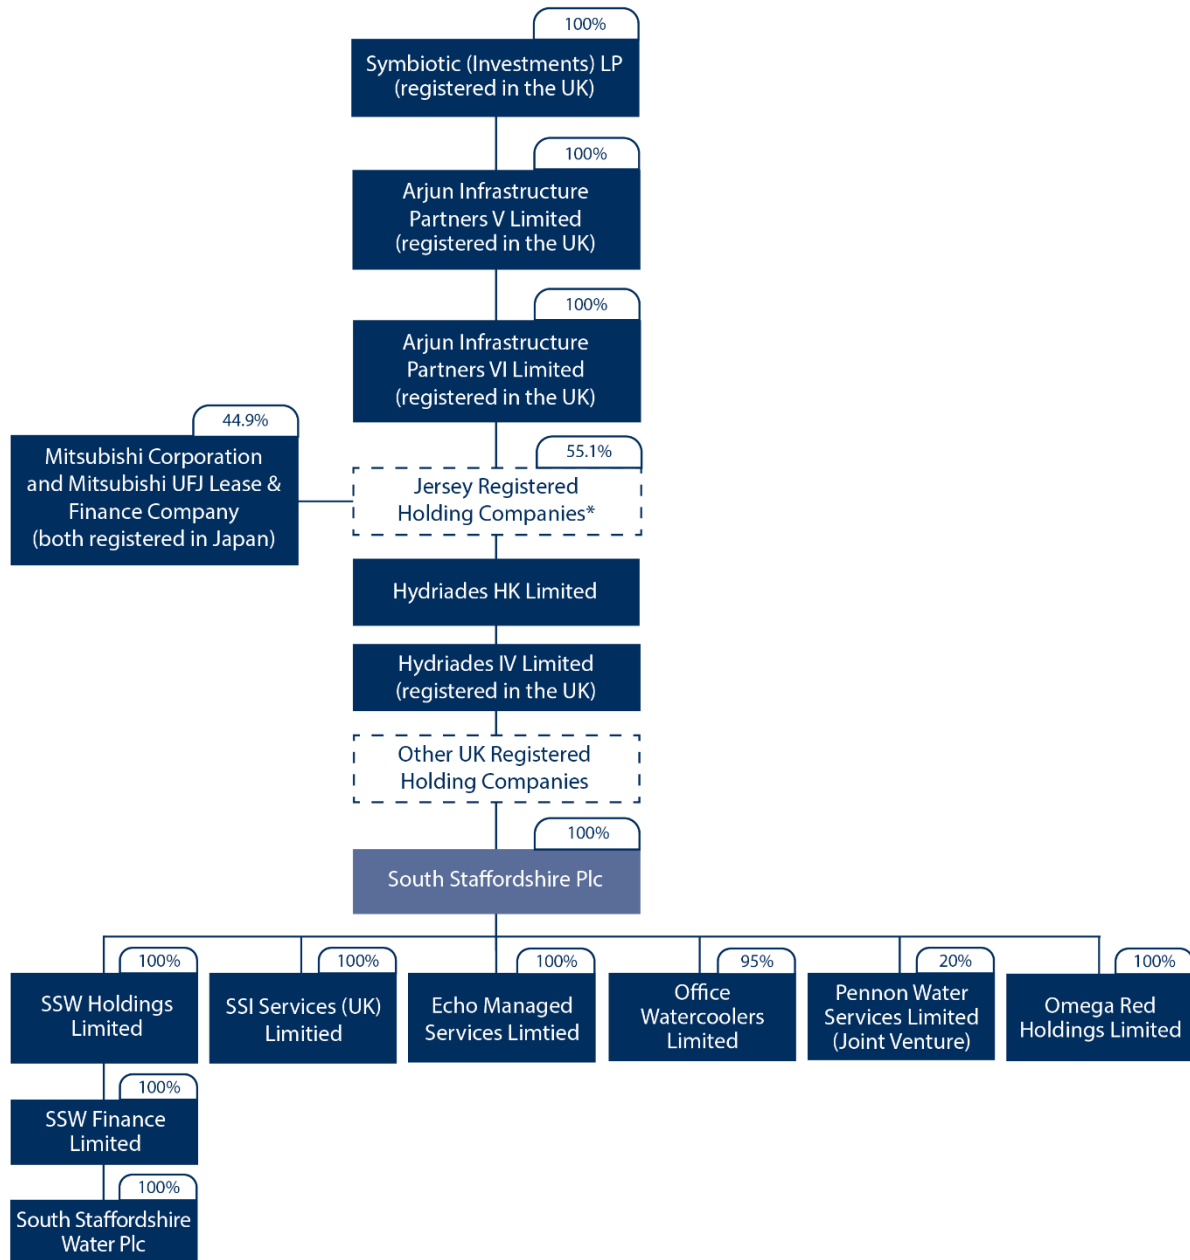 100%
Symbiotic (Investments) LP
(registered in the UK)
100%
Arjun Infrastructure
Partners V Limited
(registered in the UK)
100%
Arjun Infrastructure
Partners VI Limited
(registered in the UK)
44.9%
Mitsubishi Corporation
and Mitsubishi UFJ Lease &
Finance Company
(both registered in Japan)
55.1%
Jersey Registered
Holding Companies*
Hydriades HK Limited
Hydriades IV Limited
(registered in the UK)
Other UK Registered
Holding Companies
100%
South Staffordshire Plc
100%
SSW Holdings
Limited
100%
SSI Services (UK)
Limitied
100%
Echo Managed
Services Limtied
95%
Office
Watercoolers
Limited
20%
Pennon Water
Services Limited
(Joint Venture)
100%
Omega Red
Holdings Limited
100%
SSW Finance
Limited
100%
South Staffordshire
Water Plc